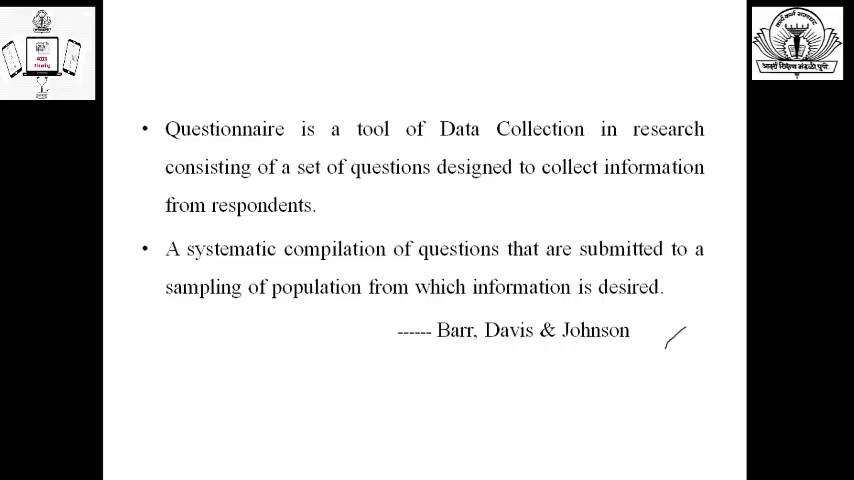 • Questionnaire is a tool of Data Collection in research
consisting of a set of questions designed to collect information
from respondents.
• A systematic compilation of questions that are submitted to a
sampling of population from which information is desired.
------ Barr, Davis & Johnson